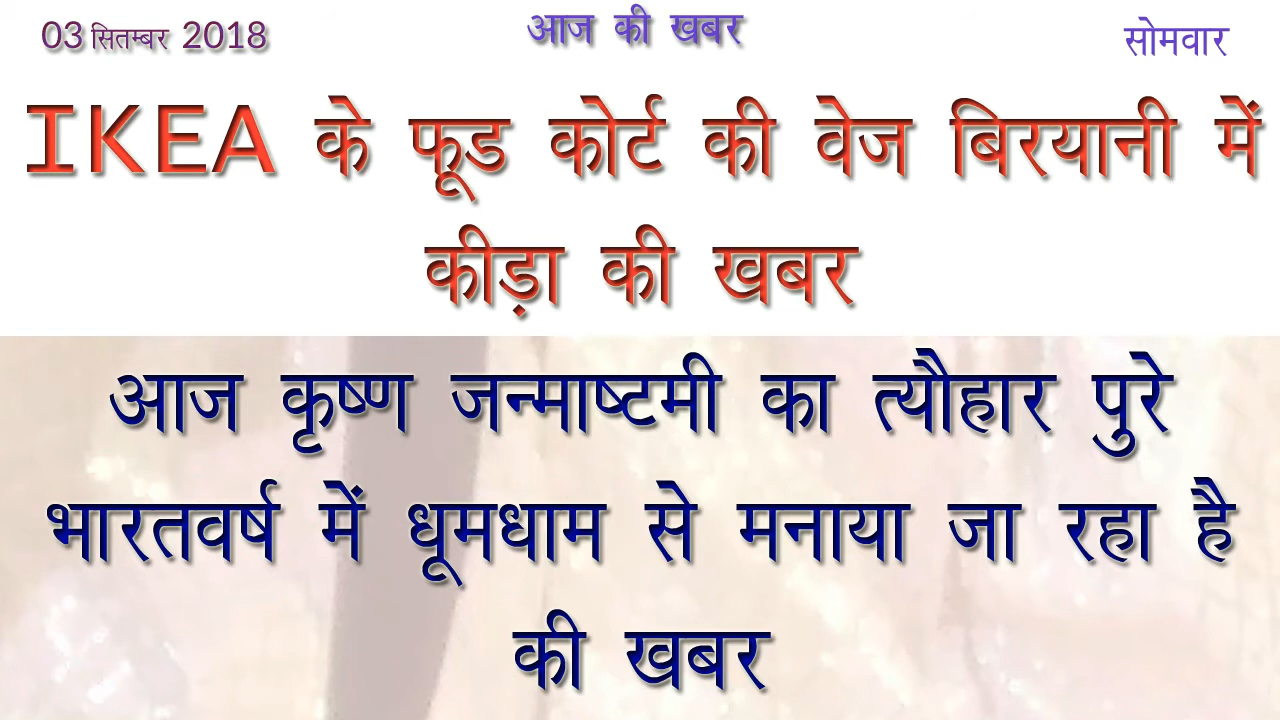 03 सितम्बर 2018 आज की खबर सोमवार
IKEA के फ़ूड कोर्ट की वेज बिरयानी में
कीड़ा की खबर
आज कृष्ण जन्माष्टमी का त्यौहार पुरे
भारतवर्ष में धूमधाम से मनाया जा रहा है
की खबर